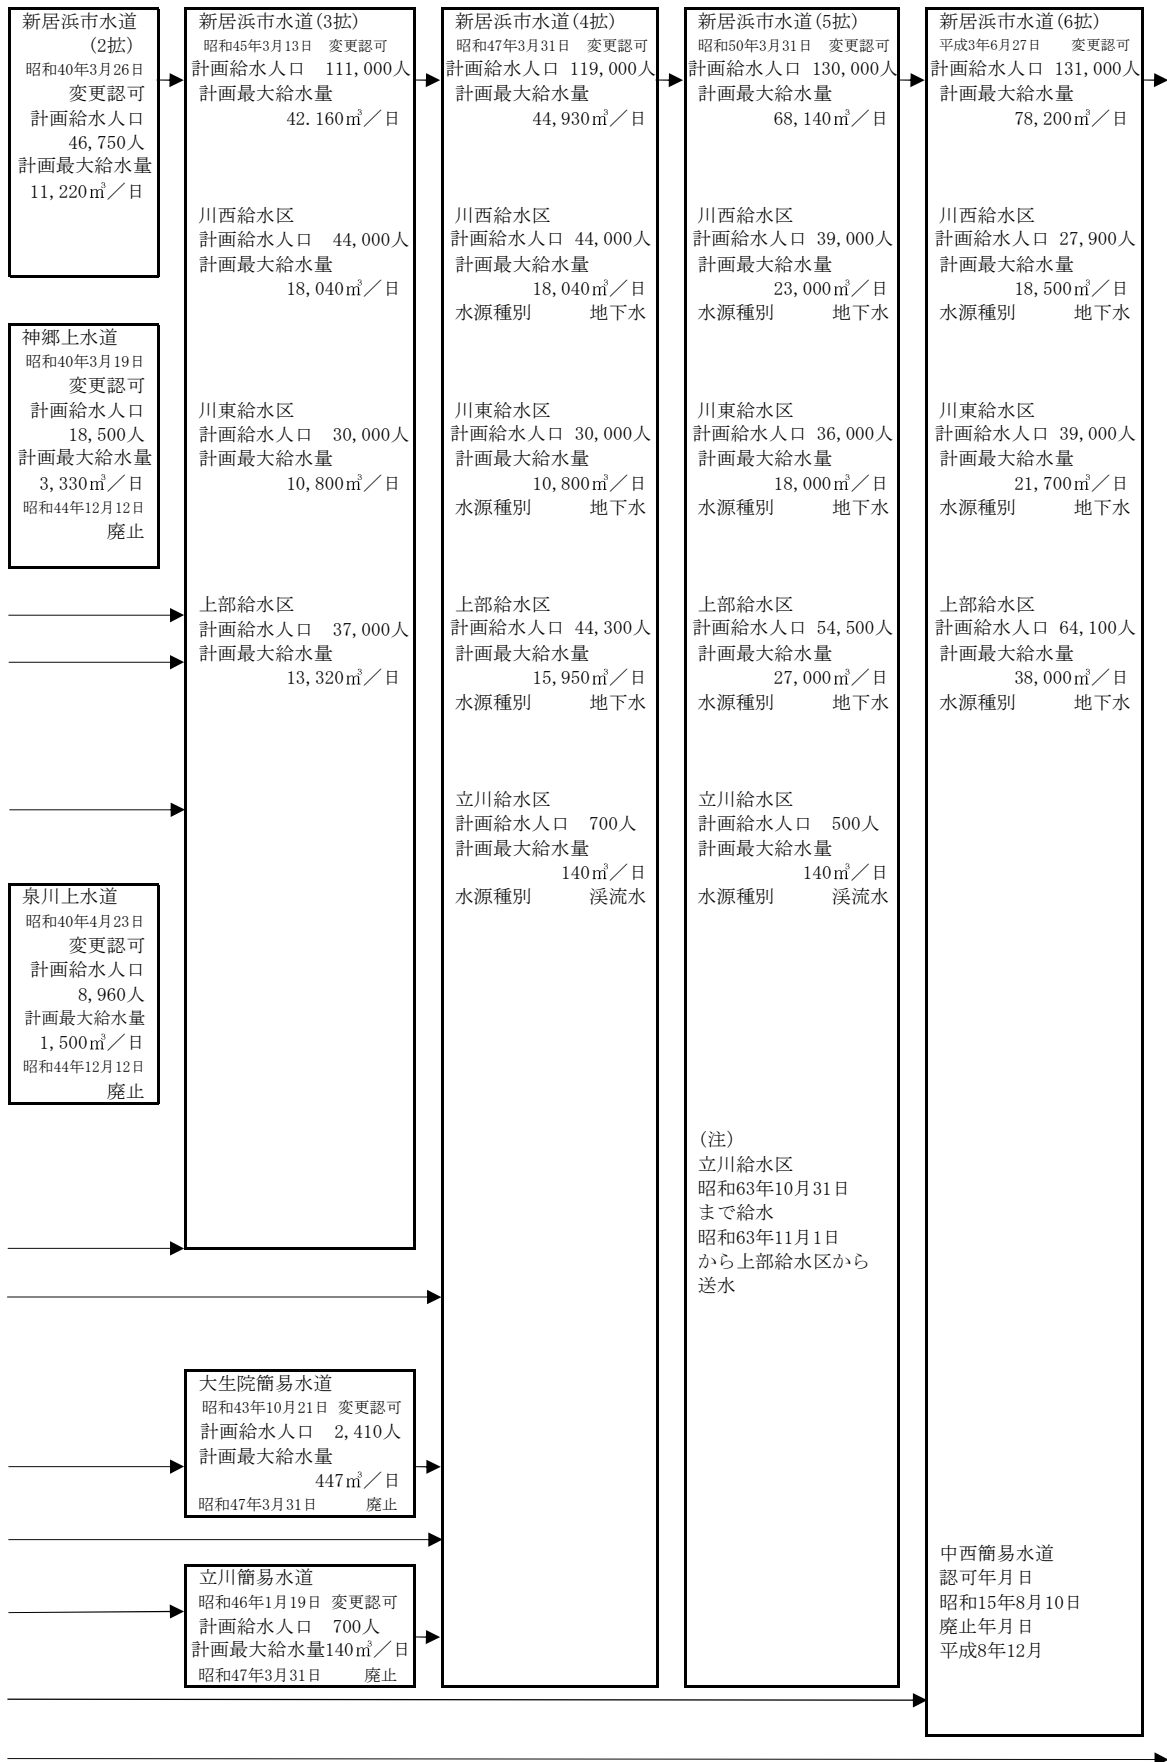 新居浜市水道
(2拡)
昭和40年3月26日
変更認可
計画給水人口
46,750人
計画最大給水量
11,220㎥／日
神郷上水道
昭和40年3月19日
変更認可
計画給水人口
18,500人
計画最大給水量
3,330㎥／日
昭和44年12月12日
廃止
泉川上水道
昭和40年4月23日
変更認可
計画給水人口
8,960人
計画最大給水量
1,500㎥／日
昭和44年12月12日
廃止
新居浜市水道(3拡)
昭和45年3月13日 変更認可
計画給水人口 111,000人
計画最大給水量
42.160㎥／日
川西給水区
計画給水人口 44,000人
計画最大給水量
18,040㎥／日
川東給水区
計画給水人口 30,000人
計画最大給水量
10,800㎥／日
上部給水区
計画給水人口 37,000人
計画最大給水量
13,320㎥／日
大生院簡易水道
昭和43年10月21日 変更認可
計画給水人口 2,410人
計画最大給水量
447㎥／日
昭和47年3月31日 廃止
立川簡易水道
昭和46年1月19日 変更認可
計画給水人口 700人
計画最大給水量140㎥／日
昭和47年3月31日 廃止
新居浜市水道(4拡)
昭和47年3月31日 変更認可
計画給水人口 119,000人
計画最大給水量
44,930㎥／日
川西給水区
計画給水人口 44,000人
計画最大給水量
18,040㎥／日
水源種別 地下水
川東給水区
計画給水人口 30,000人
計画最大給水量
10,800㎥／日
水源種別 地下水
上部給水区
計画給水人口 44,300人
計画最大給水量
15,950㎥／日
水源種別 地下水
立川給水区
計画給水人口 700人
計画最大給水量
140㎥／日
水源種別 渓流水
新居浜市水道(5拡)
昭和50年3月31日 変更認可
計画給水人口 130,000人
計画最大給水量
68,140㎥／日
川西給水区
計画給水人口 39,000人
計画最大給水量
23,000㎥／日
水源種別 地下水
川東給水区
計画給水人口 36,000人
計画最大給水量
18,000㎥／日
水源種別 地下水
上部給水区
計画給水人口 54,500人
計画最大給水量
27,000㎥／日
水源種別 地下水
立川給水区
計画給水人口 500人
計画最大給水量
140㎥／日
水源種別 渓流水
(注)
立川給水区
昭和63年10月31日
まで給水
昭和63年11月1日
から上部給水区から
送水
新居浜市水道(6拡)
平成3年6月27日 変更認可
計画給水人口 131,000人
計画最大給水量
78,200㎥／日
川西給水区
計画給水人口 27,900人
計画最大給水量
18,500㎥／日
水源種別 地下水
川東給水区
計画給水人口 39,000人
計画最大給水量
21,700㎥／日
水源種別 地下水
上部給水区
計画給水人口 64,100人
計画最大給水量
38,000㎥／日
水源種別 地下水
中西簡易水道
認可年月日
昭和15年8月10日
廃止年月日
平成8年12月